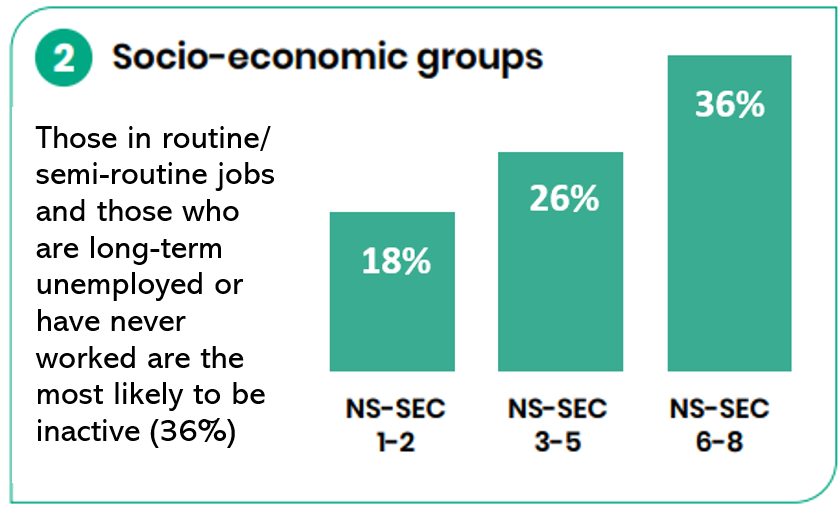 2 Socio-economic groups
Those in routine/
semi-routine jobs
and those who
are long-term
unemployed or
have never
worked are the
most likely to be
inactive (36%)
18%
26%
36%
NS-SEC
1-2
NS-SEC
3-5
NS-SEC
6-8